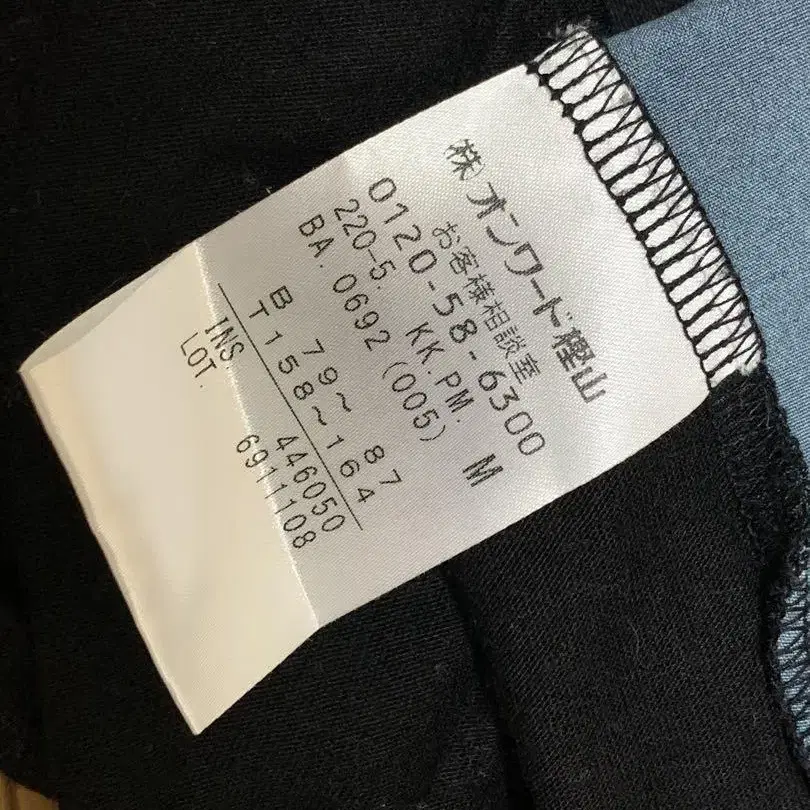 ㈱オンワード樫山
お客様相談室
0120-58-6300
220-5. KK.PM. M
BA. 0692 (005)
B 79~ 87
T 158~164
INS. 446050
LOT. 6911108